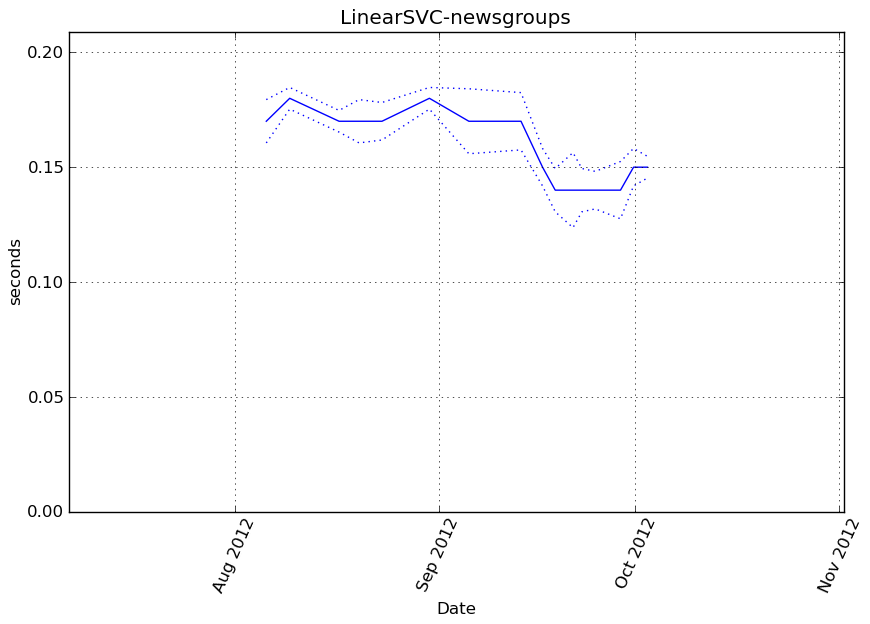 LinearSVC-newsgroups
0.20
0.15
0.10
0.05
0.00
seconds
Aug 2012
Sep 2012
Oct 2012
Nov 2012
Date